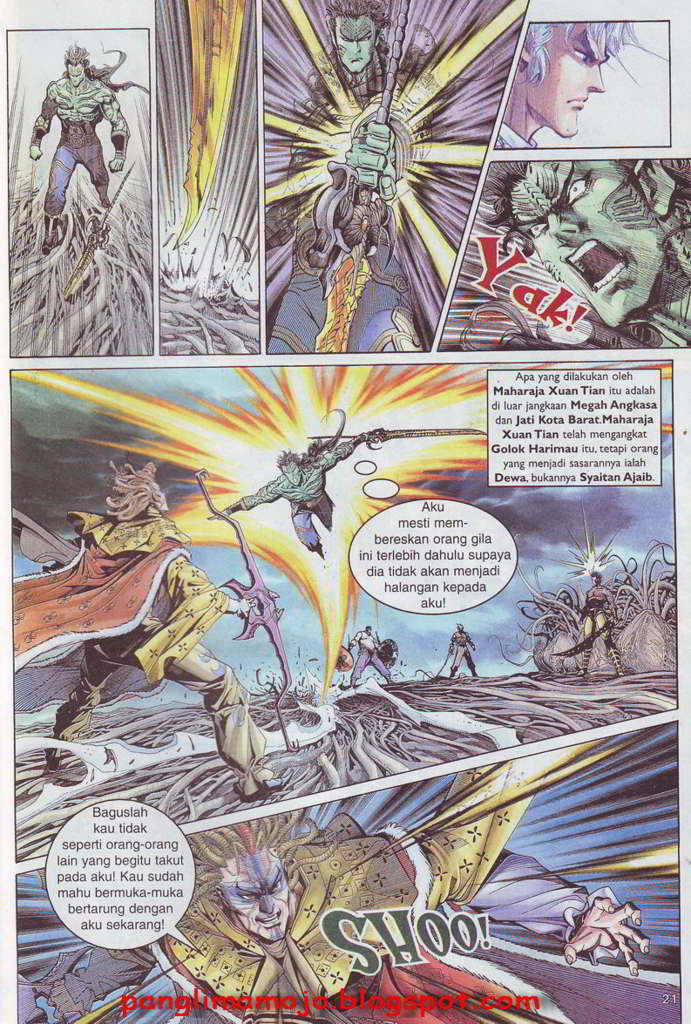 Yak!
Apa yang dilakukan oleh
Maharaja Xuan Tian itu adalah
di luar jangkaan Megah Angkasa
dan Jati Kota Barat.Maharaja
Xuan Tian telah mengangkat
Golok Harimau itu, tetapi orang
yang menjadi sasarannya ialah
Dewa, bukannya Syaitan Ajaib.
Aku
mesti mem-
bereskan orang gila
ini terlebih dahulu supaya
dia tidak akan menjadi
halangan kepada
aku!
Baguslah
kau tidak
seperti orang-orang
lain yang begitu takut
pada aku! Kau sudah
mahu bermuka-muka
bertarung dengan
aku sekarang!
SHOO!
21
panglimamaja.blogspot.com